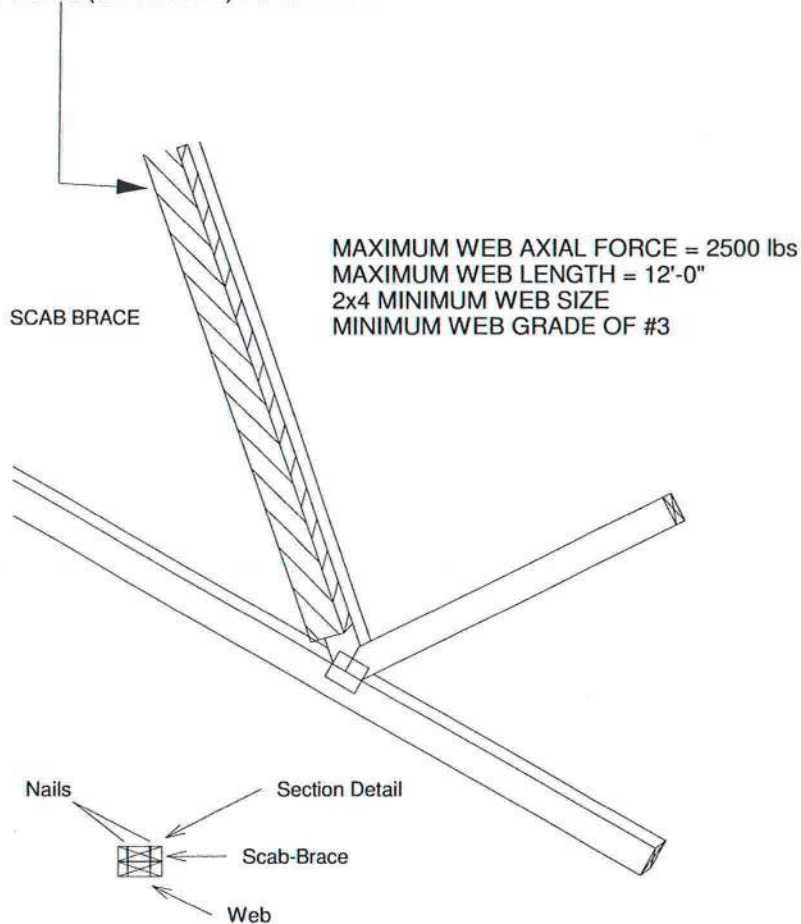 MAXIMUM WEB AXIAL FORCE = 2500 lbs
MAXIMUM WEB LENGTH = 12'-0"
2x4 MINIMUM WEB SIZE
MINIMUM WEB GRADE OF #3
SCAB BRACE
Nails
Section Detail
Scab-Brace
Web